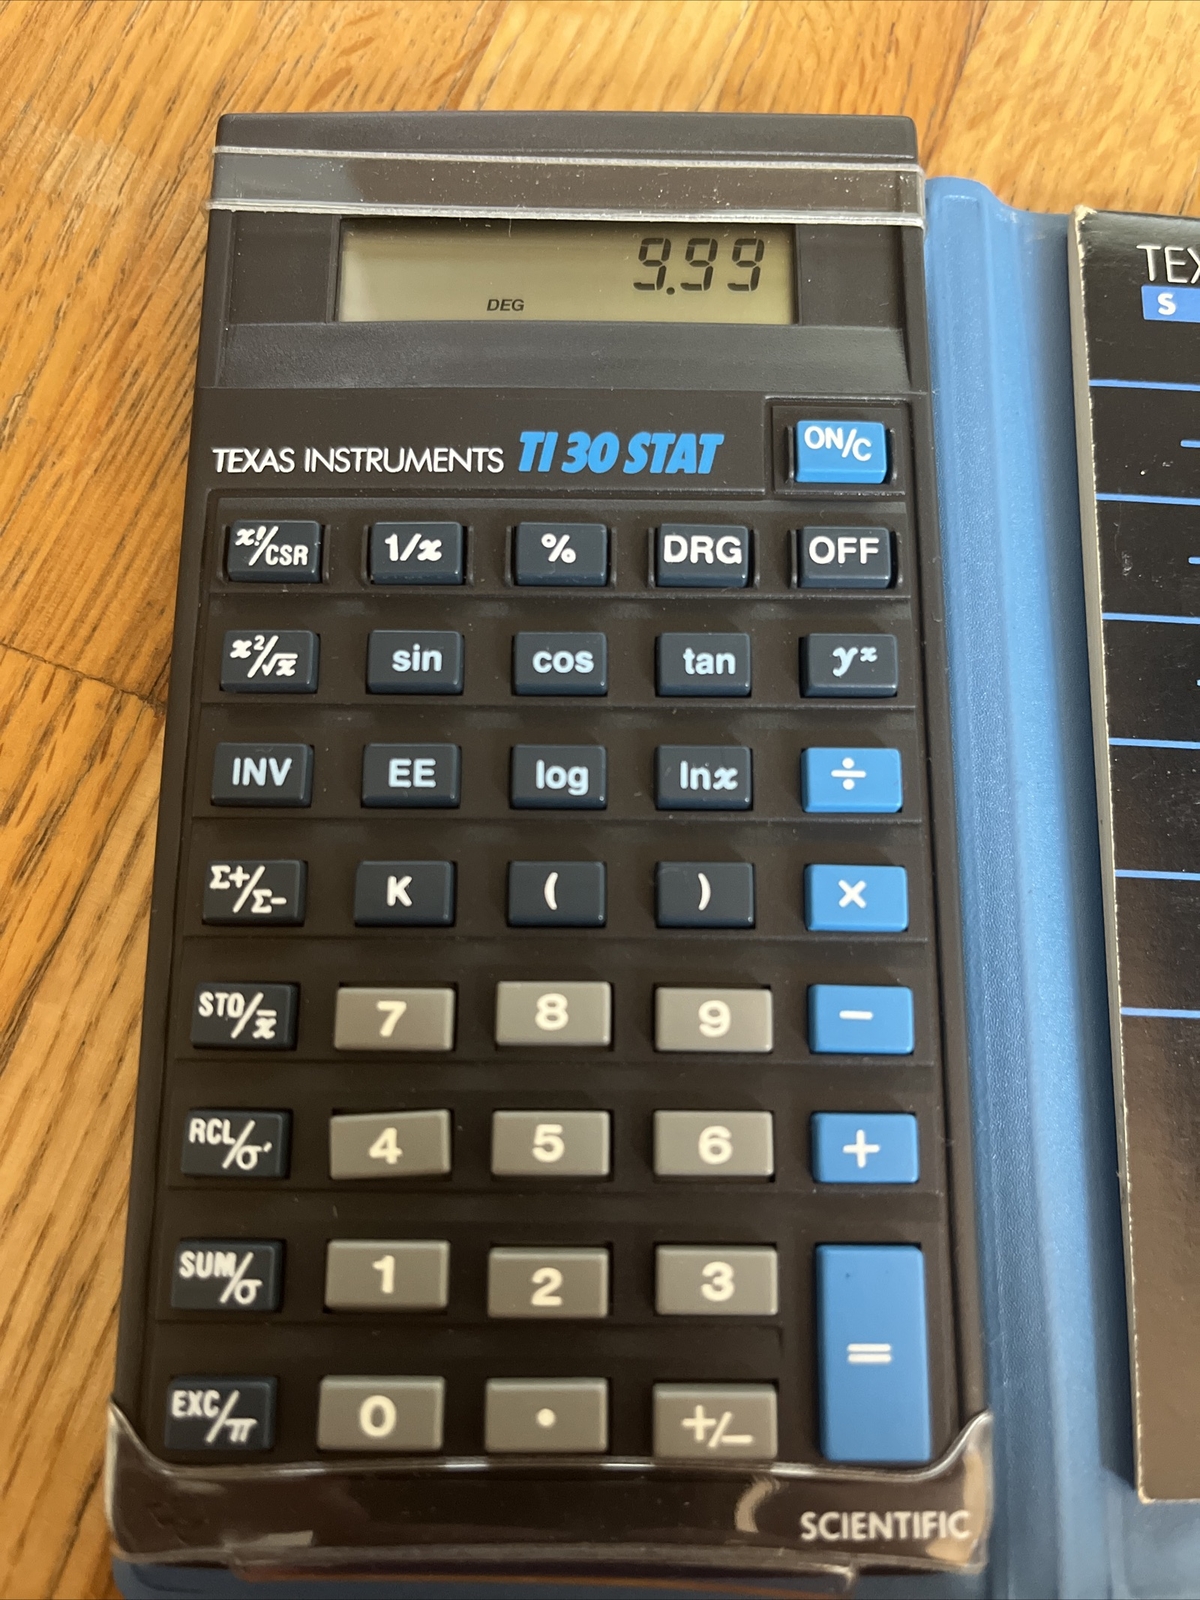 9.99
DEG
TEX
S
TEXAS INSTRUMENTS TI 30 STAT
ON/C
x!/CSR 1/x % DRG OFF
x²/√x sin cos tan yˣ
INV EE log lnx ÷
Σ+/Σ- K ( ) ×
STO/x̄ 7 8 9 −
RCL/σ' 4 5 6 +
SUM/σ 1 2 3
=
EXC/π 0 . +/-
SCIENTIFIC